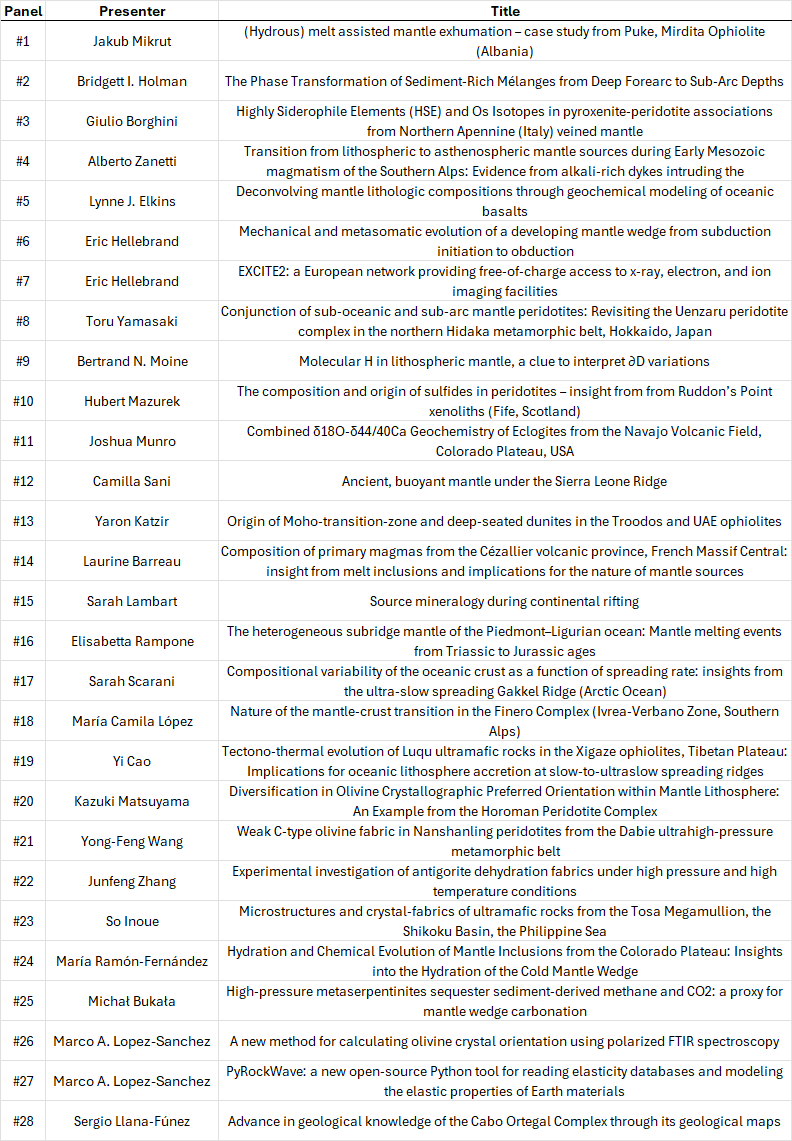 Panel Presenter Title
#1 Jakub Mikrut (Hydrous) melt assisted mantle exhumation – case study from Puke, Mirdita Ophiolite
(Albania)
#2 Bridgett I. Holman The Phase Transformation of Sediment-Rich Mélanges from Deep Forearc to Sub-Arc Depths
#3 Giulio Borghini Highly Siderophile Elements (HSE) and Os Isotopes in pyroxenite-peridotite associations
from Northern Apennine (Italy) veined mantle
#4 Alberto Zanetti Transition from lithospheric to asthenospheric mantle sources during Early Mesozoic
magmatism of the Southern Alps: Evidence from alkali-rich dykes intruding the
#5 Lynne J. Elkins Deconvolving mantle lithologic compositions through geochemical modeling of oceanic
basalts
#6 Eric Hellebrand Mechanical and metasomatic evolution of a developing mantle wedge from subduction
initiation to obduction
#7 Eric Hellebrand EXCITE2: a European network providing free-of-charge access to x-ray, electron, and ion
imaging facilities
#8 Toru Yamasaki Conjunction of sub-oceanic and sub-arc mantle peridotites: Revisiting the Uenzaru peridotite
complex in the northern Hidaka metamorphic belt, Hokkaido, Japan
#9 Bertrand N. Moine Molecular H in lithospheric mantle, a clue to interpret ∂D variations
#10 Hubert Mazurek The composition and origin of sulfides in peridotites – insight from from Ruddon's Point
xenoliths (Fife, Scotland)
#11 Joshua Munro Combined δ18O-δ44/40Ca Geochemistry of Eclogites from the Navajo Volcanic Field,
Colorado Plateau, USA
#12 Camilla Sani Ancient, buoyant mantle under the Sierra Leone Ridge
#13 Yaron Katzir Origin of Moho-transition-zone and deep-seated dunites in the Troodos and UAE ophiolites
#14 Laurine Barreau Composition of primary magmas from the Cézallier volcanic province, French Massif Central:
insight from melt inclusions and implications for the nature of mantle sources
#15 Sarah Lambart Source mineralogy during continental rifting
#16 Elisabetta Rampone The heterogeneous subridge mantle of the Piedmont–Ligurian ocean: Mantle melting events
from Triassic to Jurassic ages
#17 Sarah Scarani Compositional variability of the oceanic crust as a function of spreading rate: insights from
the ultra-slow spreading Gakkel Ridge (Arctic Ocean)
#18 María Camila López Nature of the mantle-crust transition in the Finero Complex (Ivrea-Verbano Zone, Southern
Alps)
#19 Yi Cao Tectono-thermal evolution of Luqu ultramafic rocks in the Xigaze ophiolites, Tibetan Plateau:
Implications for oceanic lithosphere accretion at slow-to-ultraslow spreading ridges
#20 Kazuki Matsuyama Diversification in Olivine Crystallographic Preferred Orientation within Mantle Lithosphere:
An Example from the Horoman Peridotite Complex
#21 Yong-Feng Wang Weak C-type olivine fabric in Nanshanling peridotites from the Dabie ultrahigh-pressure
metamorphic belt
#22 Junfeng Zhang Experimental investigation of antigorite dehydration fabrics under high pressure and high
temperature conditions
#23 So Inoue Microstructures and crystal-fabrics of ultramafic rocks from the Tosa Megamullion, the
Shikoku Basin, the Philippine Sea
#24 María Ramón-Fernández Hydration and Chemical Evolution of Mantle Inclusions from the Colorado Plateau: Insights
into the Hydration of the Cold Mantle Wedge
#25 Michał Bukała High-pressure metaserpentinites sequester sediment-derived methane and CO2: a proxy for
mantle wedge carbonation
#26 Marco A. Lopez-Sanchez A new method for calculating olivine crystal orientation using polarized FTIR spectroscopy
#27 Marco A. Lopez-Sanchez PyRockWave: a new open-source Python tool for reading elasticity databases and modeling
the elastic properties of Earth materials
#28 Sergio Llana-Fúnez Advance in geological knowledge of the Cabo Ortegal Complex through its geological maps